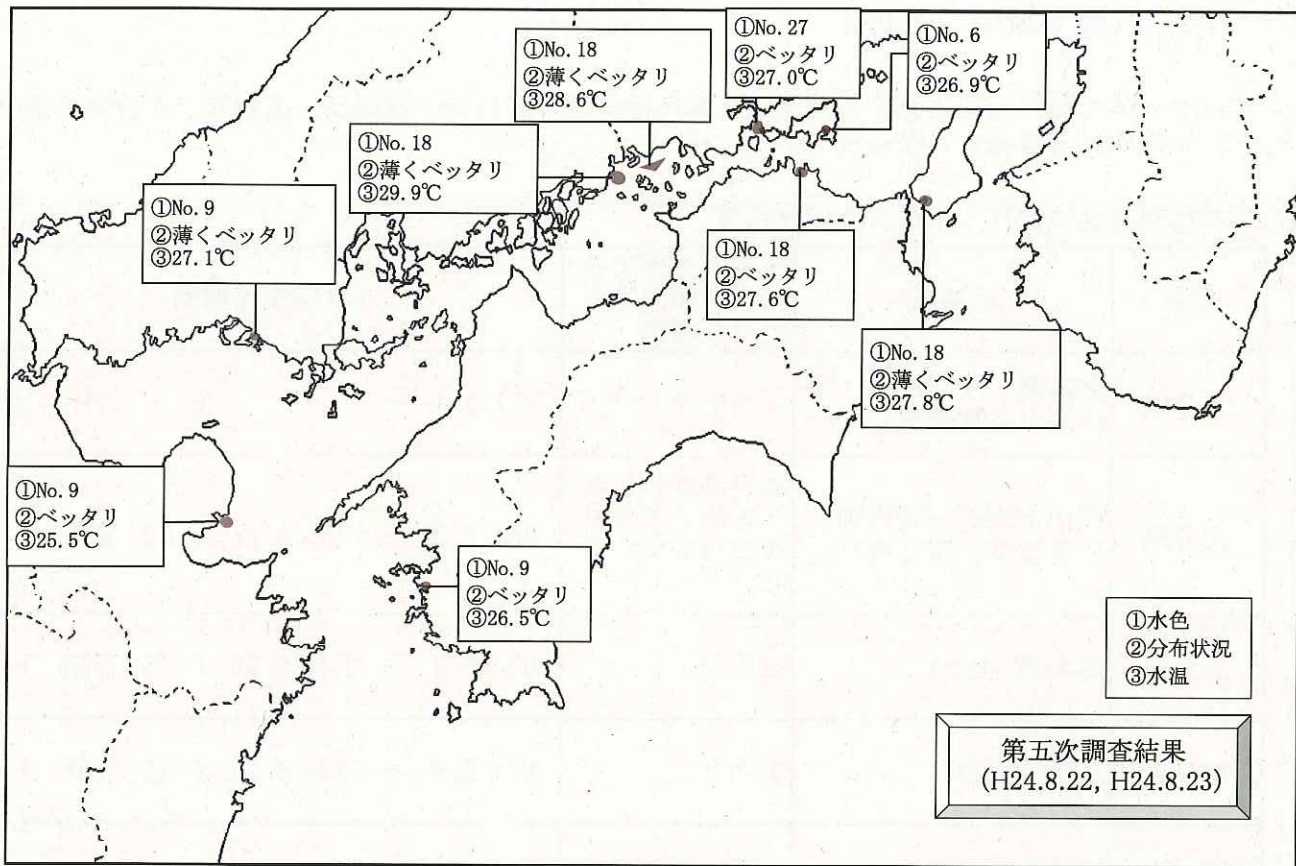 ①No.18
②薄くベッタリ
③28.6℃
①No.27
②ベッタリ
③27.0℃
①No.6
②ベッタリ
③26.9℃
①No.18
②薄くベッタリ
③29.9℃
①No.9
②薄くベッタリ
③27.1℃
①No.18
②ベッタリ
③27.6℃
①No.18
②薄くベッタリ
③27.8℃
①No.9
②ベッタリ
③25.5℃
①No.9
②ベッタリ
③26.5℃
①水色
②分布状況
③水温
第五次調査結果
(H24.8.22, H24.8.23)